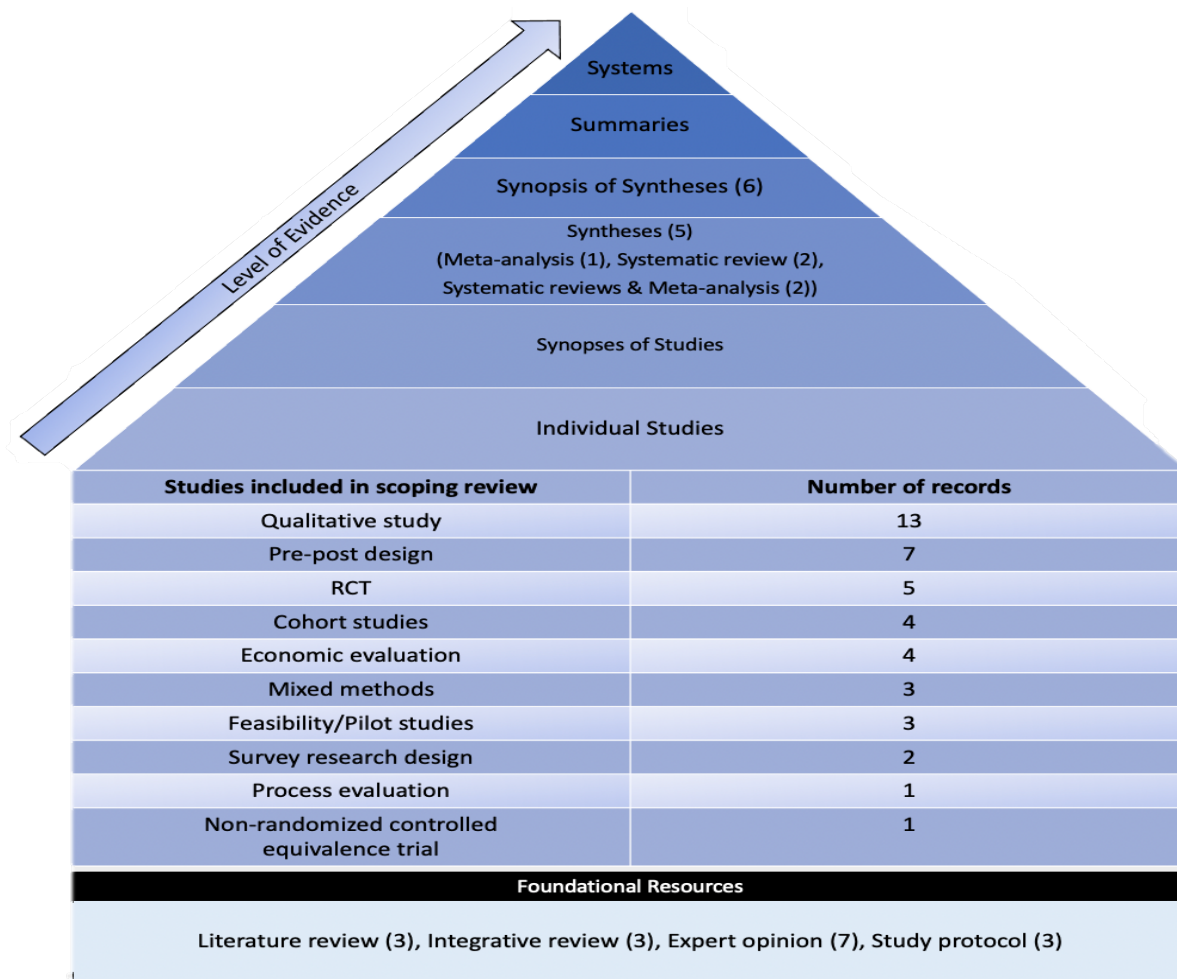 Systems
Summaries
Synopsis of Syntheses (6)
Level of Evidence
Syntheses (5)
(Meta-analysis (1), Systematic review (2),
Systematic reviews & Meta-analysis (2))
Synopses of Studies
Individual Studies
Studies included in scoping review Number of records
Qualitative study 13
Pre-post design 7
RCT 5
Cohort studies 4
Economic evaluation 4
Mixed methods 3
Feasibility/Pilot studies 3
Survey research design 2
Process evaluation 1
Non-randomized controlled 1
equivalence trial
Foundational Resources
Literature review (3), Integrative review (3), Expert opinion (7), Study protocol (3)